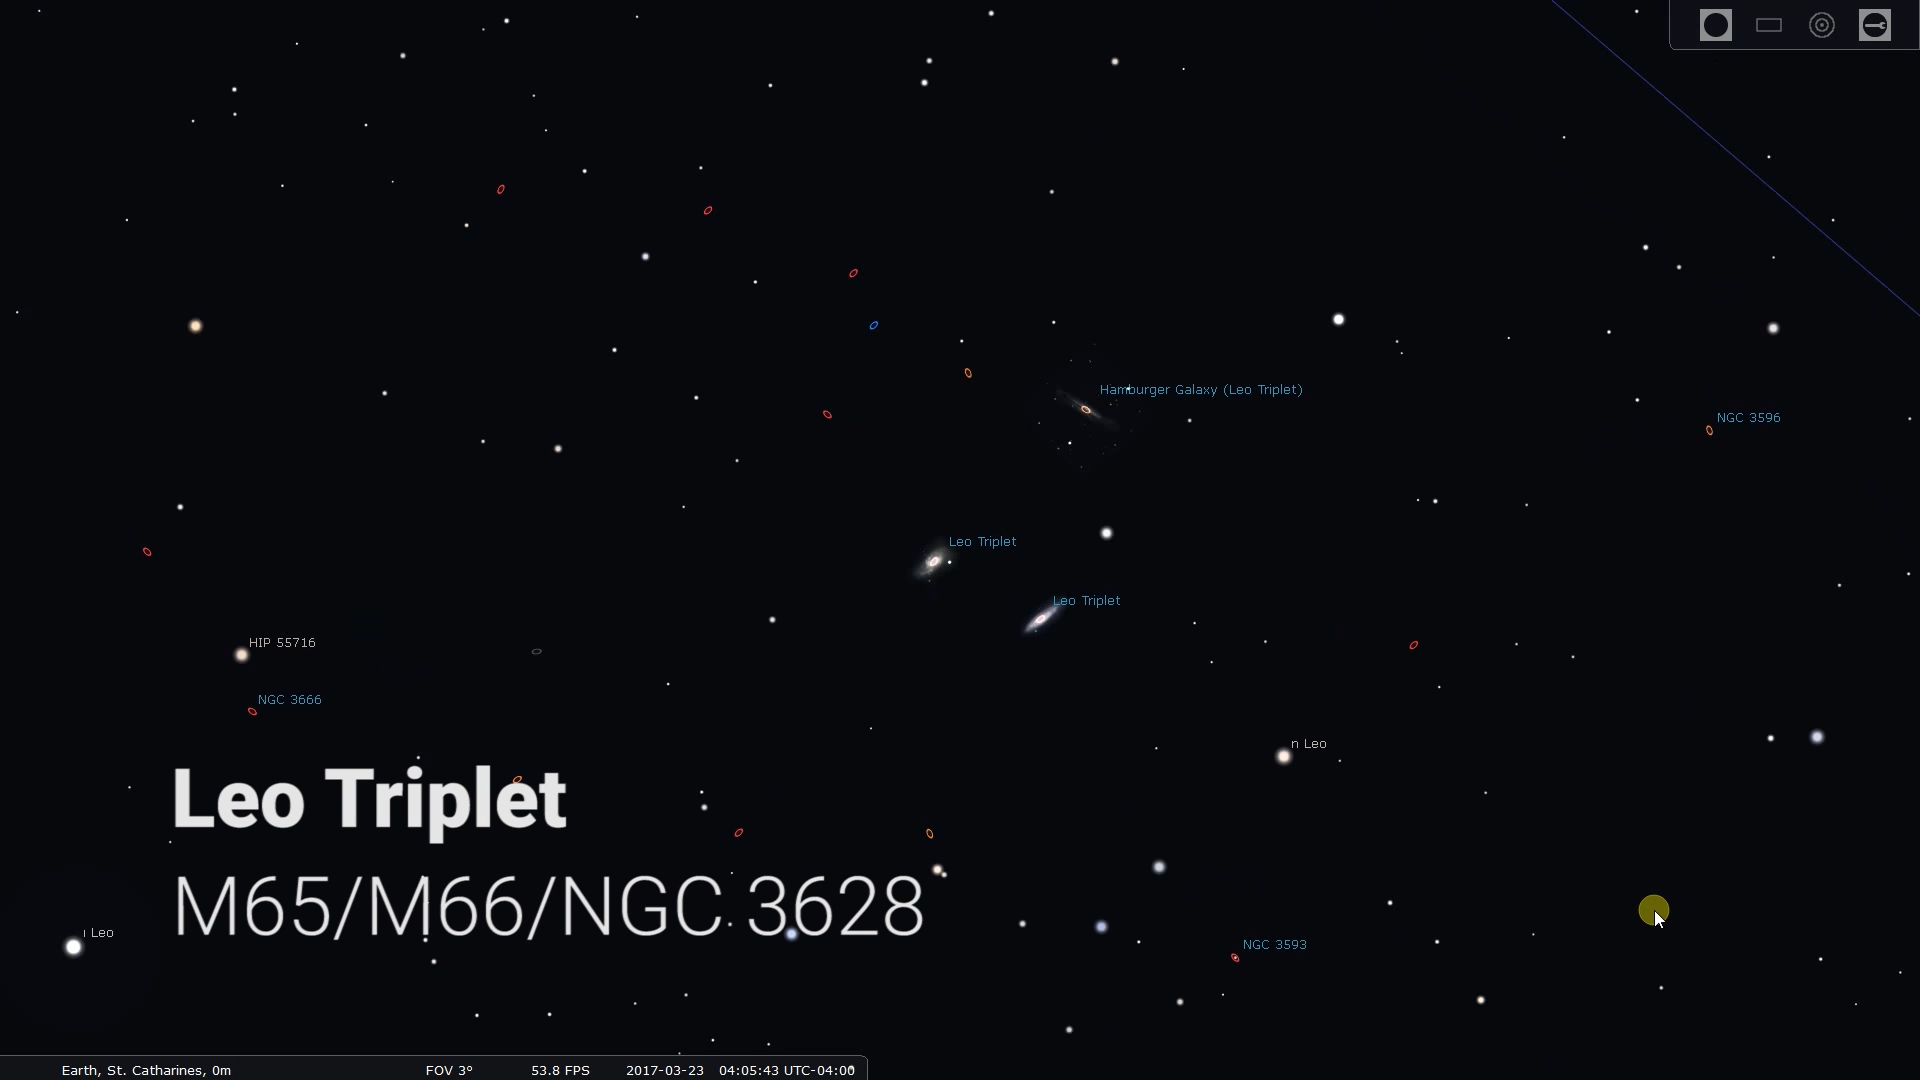 Hamburger Galaxy (Leo Triplet)
NGC 3596
Leo Triplet
Leo Triplet
HIP 55716
NGC 3666
n Leo
Leo Triplet
M65/M66/NGC 3628
ι Leo
NGC 3593
Earth, St. Catharines, 0m FOV 3° 53.8 FPS 2017-03-23 04:05:43 UTC-04:00